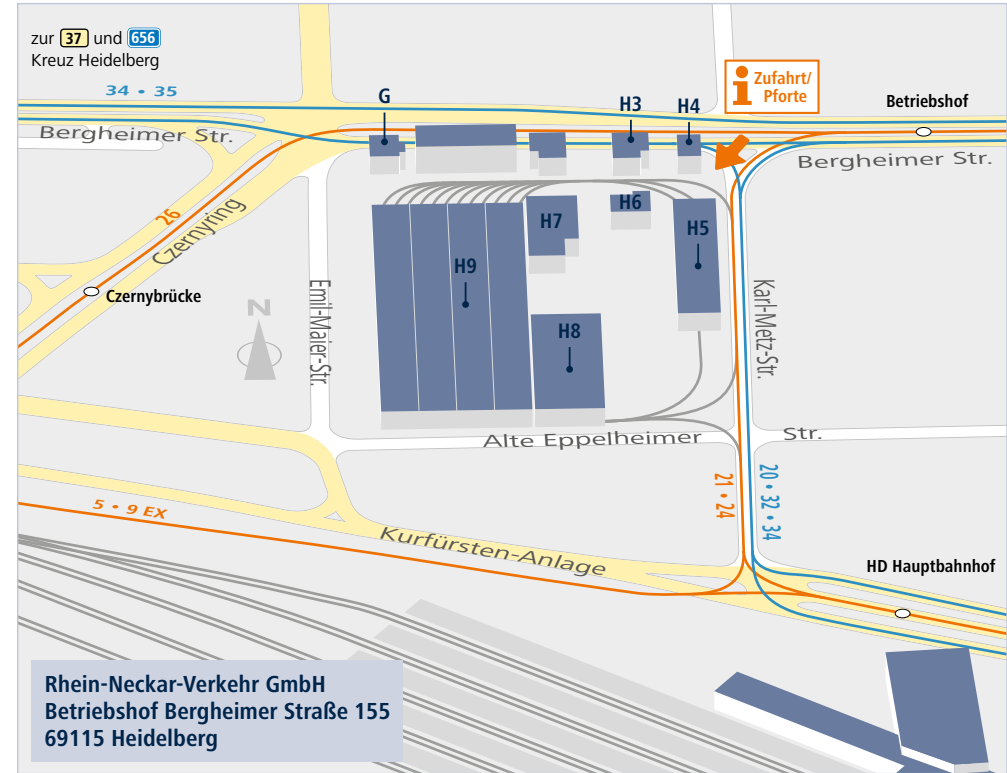 zur 37 und 656
Kreuz Heidelberg
34 • 35
Bergheimer Str.
G
H3
H4
Zufahrt/
Pforte
Betriebshof
Bergheimer Str.
26
Czernyring
Czernybrücke
N
Emil-Maier-Str.
H7
H6
H5
H9
H8
Karl-Metz-Str.
Alte Eppelheimer Str.
21 • 24
20 • 32 • 34
5 • 9 EX
Kurfürsten-Anlage
HD Hauptbahnhof
Rhein-Neckar-Verkehr GmbH
Betriebshof Bergheimer Straße 155
69115 Heidelberg